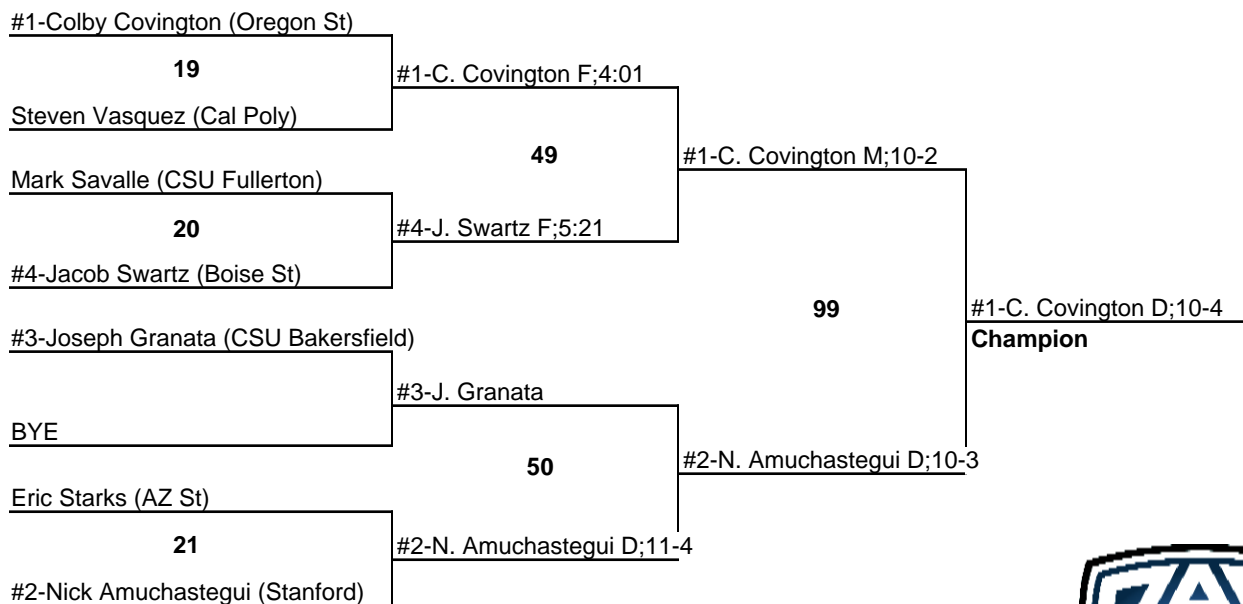 #1-Colby Covington (Oregon St)
19
#1-C. Covington F;4:01
Steven Vasquez (Cal Poly)
49
#1-C. Covington M;10-2
Mark Savalle (CSU Fullerton)
20
#4-J. Swartz F;5:21
#4-Jacob Swartz (Boise St)
99
#1-C. Covington D;10-4
Champion
#3-Joseph Granata (CSU Bakersfield)
#3-J. Granata
BYE
50
#2-N. Amuchastegui D;10-3
Eric Starks (AZ St)
21
#2-N. Amuchastegui D;11-4
#2-Nick Amuchastegui (Stanford)